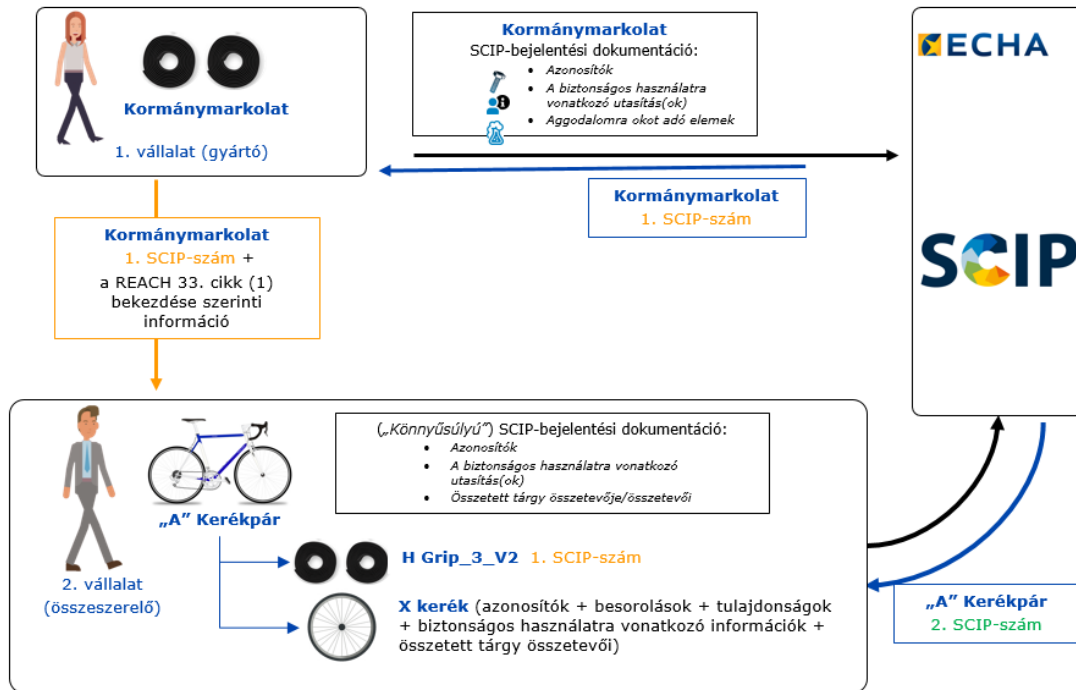 Kormánymarkolat
1. vállalat (gyártó)
Kormánymarkolat
SCIP-bejelentési dokumentáció:
• Azonosítók
• A biztonságos használatra
vonatkozó utasítás(ok)
• Aggodalomra okot adó elemek
ECHA
SCIP
Kormánymarkolat
1. SCIP-szám
Kormánymarkolat
1. SCIP-szám +
a REACH 33. cikk (1)
bekezdése szerinti
információ
(„Könnyűsúlyú”) SCIP-bejelentési dokumentáció:
• Azonosítók
• A biztonságos használatra vonatkozó
utasítás(ok)
• Összetett tárgy összetevője/összetevői
„A” Kerékpár
2. vállalat
(összeszerelő)
H Grip_3_V2 1. SCIP-szám
X kerék (azonosítók + besorolások + tulajdonságok
+ biztonságos használatra vonatkozó információk +
összetett tárgy összetevői)
„A” Kerékpár
2. SCIP-szám